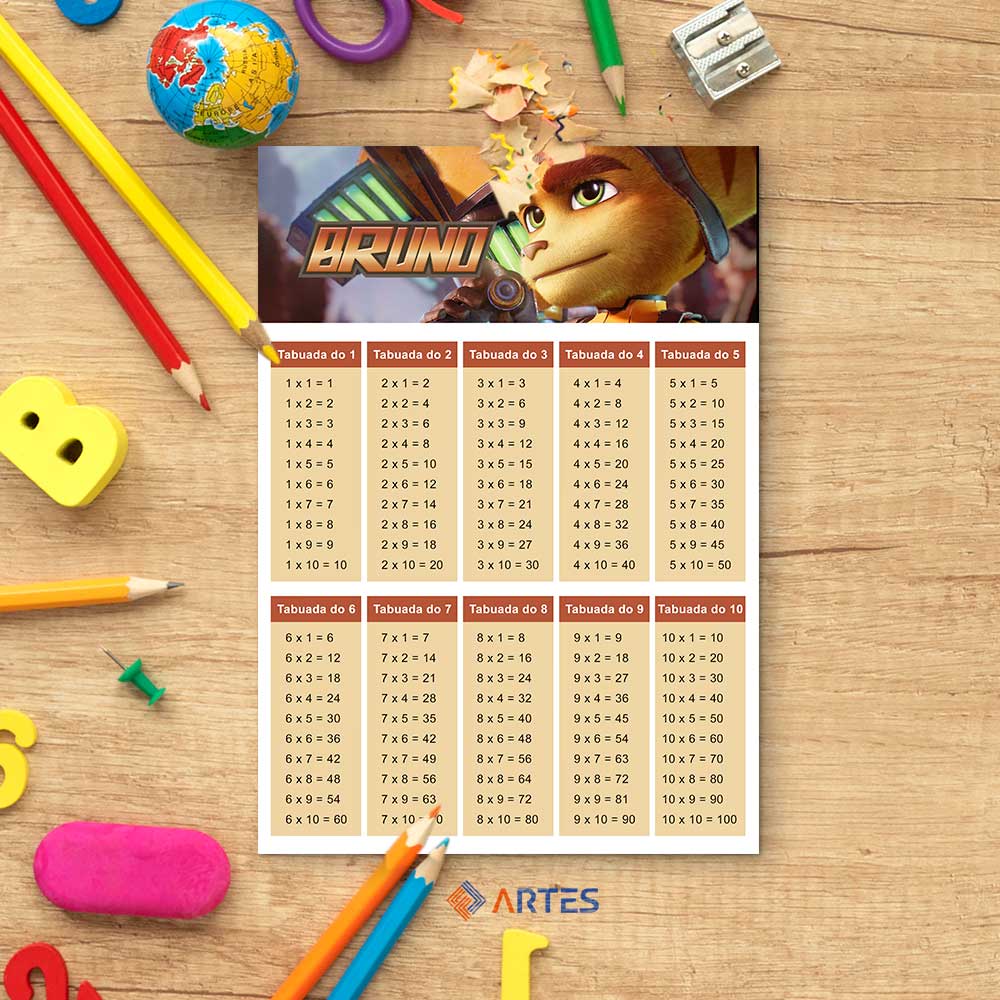 RUSSIA
ASIA
EUROPE
BRUNO
Tabuada do 1
1 x 1 = 1
1 x 2 = 2
1 x 3 = 3
1 x 4 = 4
1 x 5 = 5
1 x 6 = 6
1 x 7 = 7
1 x 8 = 8
1 x 9 = 9
1 x 10 = 10
Tabuada do 2
2 x 1 = 2
2 x 2 = 4
2 x 3 = 6
2 x 4 = 8
2 x 5 = 10
2 x 6 = 12
2 x 7 = 14
2 x 8 = 16
2 x 9 = 18
2 x 10 = 20
Tabuada do 3
3 x 1 = 3
3 x 2 = 6
3 x 3 = 9
3 x 4 = 12
3 x 5 = 15
3 x 6 = 18
3 x 7 = 21
3 x 8 = 24
3 x 9 = 27
3 x 10 = 30
Tabuada do 4
4 x 1 = 4
4 x 2 = 8
4 x 3 = 12
4 x 4 = 16
4 x 5 = 20
4 x 6 = 24
4 x 7 = 28
4 x 8 = 32
4 x 9 = 36
4 x 10 = 40
Tabuada do 5
5 x 1 = 5
5 x 2 = 10
5 x 3 = 15
5 x 4 = 20
5 x 5 = 25
5 x 6 = 30
5 x 7 = 35
5 x 8 = 40
5 x 9 = 45
5 x 10 = 50
Tabuada do 6
6 x 1 = 6
6 x 2 = 12
6 x 3 = 18
6 x 4 = 24
6 x 5 = 30
6 x 6 = 36
6 x 7 = 42
6 x 8 = 48
6 x 9 = 54
6 x 10 = 60
Tabuada do 7
7 x 1 = 7
7 x 2 = 14
7 x 3 = 21
7 x 4 = 28
7 x 5 = 35
7 x 6 = 42
7 x 7 = 49
7 x 8 = 56
7 x 9 = 63
7 x 10
Tabuada do 8
8 x 1 = 8
8 x 2 = 16
8 x 3 = 24
8 x 4 = 32
8 x 5 = 40
8 x 6 = 48
8 x 7 = 56
8 x 8 = 64
8 x 9 = 72
8 x 10 = 80
Tabuada do 9
9 x 1 = 9
9 x 2 = 18
9 x 3 = 27
9 x 4 = 36
9 x 5 = 45
9 x 6 = 54
9 x 7 = 63
9 x 8 = 72
9 x 9 = 81
9 x 10 = 90
Tabuada do 10
10 x 1 = 10
10 x 2 = 20
10 x 3 = 30
10 x 4 = 40
10 x 5 = 50
10 x 6 = 60
10 x 7 = 70
10 x 8 = 80
10 x 9 = 90
10 x 10 = 100
B
ARTES